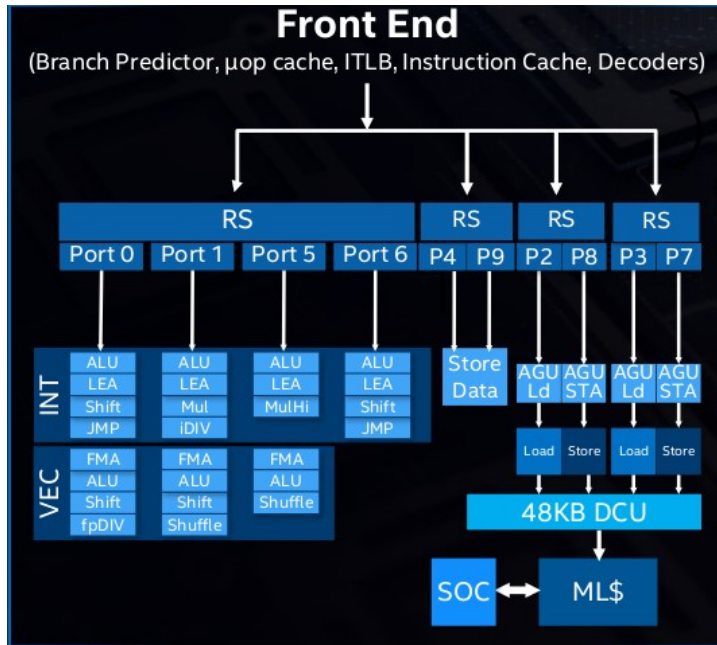 Front End
(Branch Predictor, µop cache, ITLB, Instruction Cache, Decoders)
RS RS RS RS
Port 0 Port 1 Port 5 Port 6 P4 P9 P2 P8 P3 P7
INT
ALU ALU ALU ALU
LEA LEA LEA LEA
Shift Mul MulHi Shift
JMP iDIV JMP
Store
Data
AGU AGU AGU AGU
Ld STA Ld STA
Load Store Load Store
VEC
FMA FMA FMA
ALU ALU ALU
Shift Shift Shuffle
fpDIV Shuffle
48KB DCU
SOC ML$